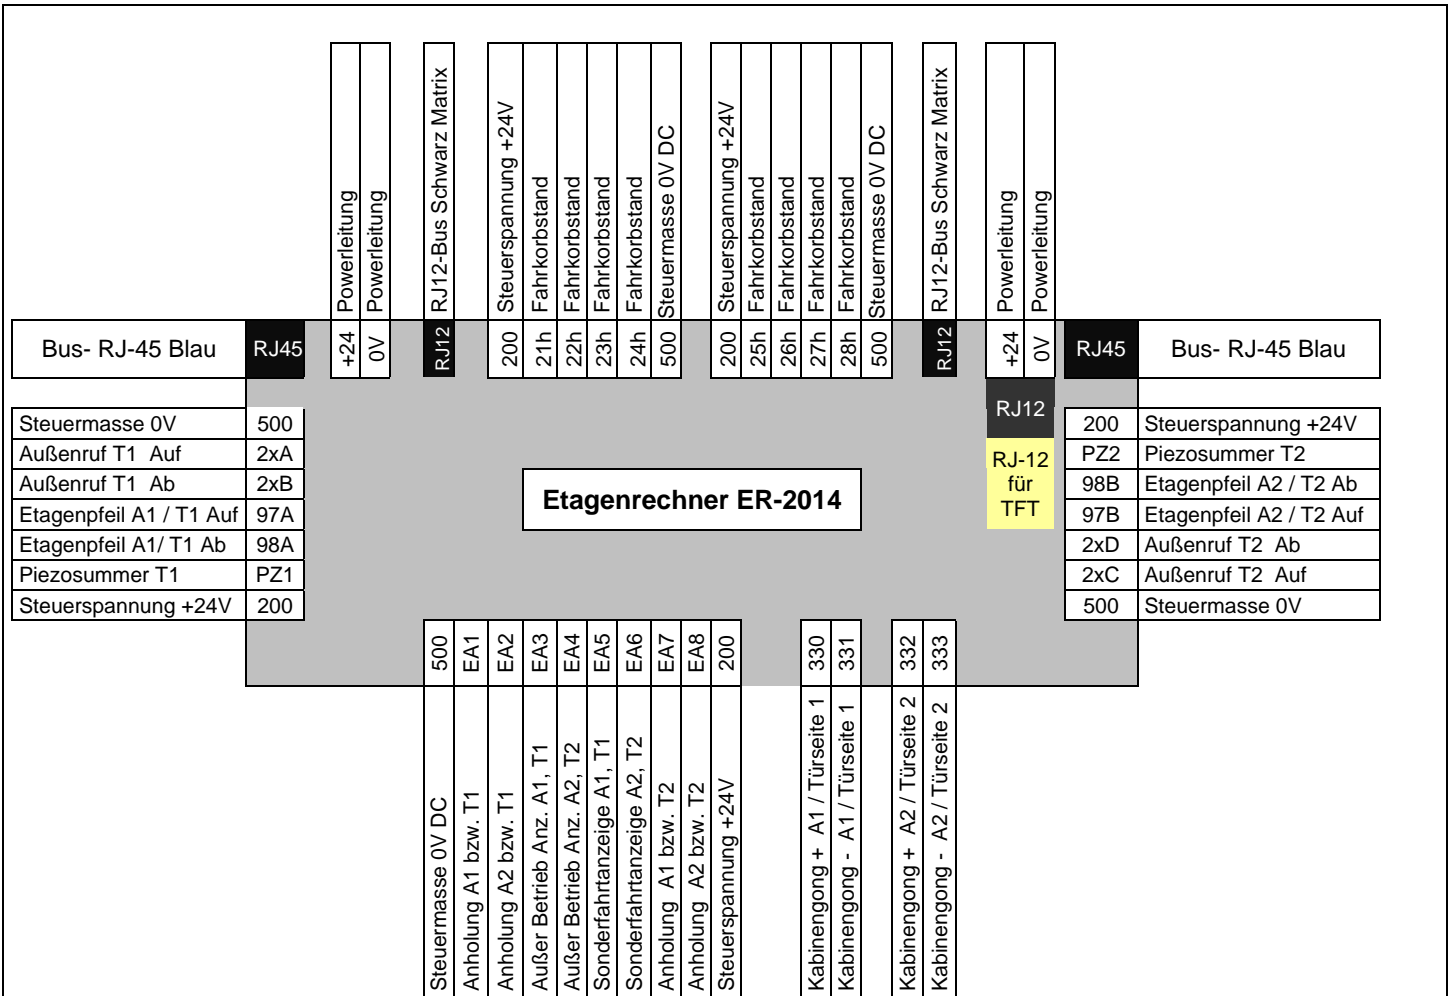 +24 Powerleitung
0V Powerleitung
RJ12 RJ12-Bus Schwarz Matrix
200 Steuerspannung +24V
21h Fahrkorbstand
22h Fahrkorbstand
23h Fahrkorbstand
24h Fahrkorbstand
500 Steuermasse 0V DC
200 Steuerspannung +24V
25h Fahrkorbstand
26h Fahrkorbstand
27h Fahrkorbstand
28h Fahrkorbstand
500 Steuermasse 0V DC
RJ12 RJ12-Bus Schwarz Matrix
+24 Powerleitung
0V Powerleitung
Bus- RJ-45 Blau RJ45
RJ45 Bus- RJ-45 Blau
Steuermasse 0V 500
Außenruf T1 Auf 2xA
Außenruf T1 Ab 2xB
Etagenpfeil A1 / T1 Auf 97A
Etagenpfeil A1/ T1 Ab 98A
Piezosummer T1 PZ1
Steuerspannung +24V 200
Etagenrechner ER-2014
RJ12
RJ-12
für
TFT
200 Steuerspannung +24V
PZ2 Piezosummer T2
98B Etagenpfeil A2 / T2 Ab
97B Etagenpfeil A2 / T2 Auf
2xD Außenruf T2 Ab
2xC Außenruf T2 Auf
500 Steuermasse 0V
Steuermasse 0V DC 500
Anholung A1 bzw. T1 EA1
Anholung A2 bzw. T1 EA2
Außer Betrieb Anz. A1, T1 EA3
Außer Betrieb Anz. A2, T2 EA4
Sonderfahrtanzeige A1, T1 EA5
Sonderfahrtanzeige A2, T2 EA6
Anholung A1 bzw. T2 EA7
Anholung A2 bzw. T2 EA8
Steuerspannung +24V 200
Kabinengong + A1 / Türseite 1 330
Kabinengong - A1 / Türseite 1 331
Kabinengong + A2 / Türseite 2 332
Kabinengong - A2 / Türseite 2 333